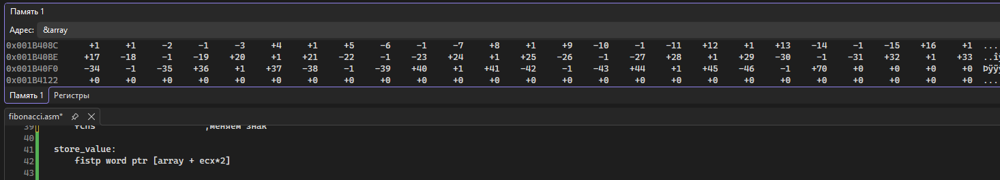 Память 1
Адрес: &array
0x001B408C +1 +1 -2 -1 -3 +4 +1 +5 -6 -1 -7 +8 +1 +9 -10 -1 -11 +12 +1 +13 -14 -1 -15 +16 +1 ....
0x001B40BE +17 -18 -1 -19 +20 +1 +21 -22 -1 -23 +24 +1 +25 -26 -1 -27 +28 +1 +29 -30 -1 -31 +32 +1 +33 ..îÿ
0x001B40F0 -34 -1 -35 +36 +1 +37 -38 -1 -39 +40 +1 +41 -42 -1 -43 +44 +1 +45 -46 -1 +70 +0 +0 +0 +0 Þÿÿÿ
0x001B4122 +0 +0 +0 +0 +0 +0 +0 +0 +0 +0 +0 +0 +0 +0 +0 +0 +0 +0 +0 +0 +0 +0 +0 +0 +0 ....
Память 1 Регистры
fibonacci.asm*
39 fchs ;меняем знак
40
41 store_value:
42 fistp word ptr [array + ecx*2]
43